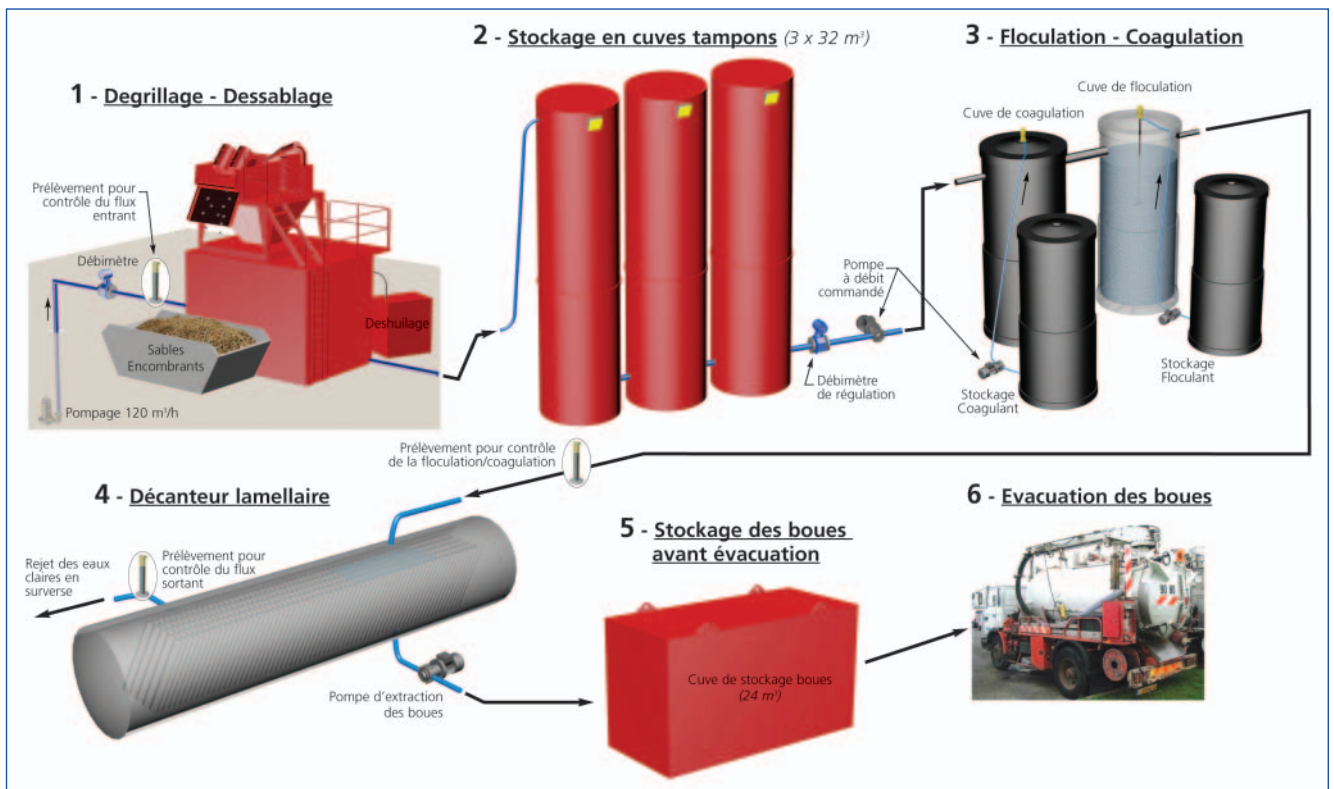 1 - Degrillage - Dessablage
Prélèvement pour
contrôle du flux
entrant
Débimètre
Deshuilage
Sables
Encombrants
Pompage 120 m³/h
2 - Stockage en cuves tampons (3 x 32 m³)
Pompe
à débit
commandé
Débimètre
de régulation
3 - Floculation - Coagulation
Cuve de floculation
Cuve de coagulation
Stockage
Coagulant
Stockage
Floculant
Prélèvement pour contrôle
de la floculation/coagulation
4 - Décanteur lamellaire
Rejet des eaux
claires en
surverse
Prélèvement pour
contrôle du flux
sortant
Pompe d'extraction
des boues
5 - Stockage des boues
avant évacuation
Cuve de stockage boues
(24 m³)
6 - Evacuation des boues